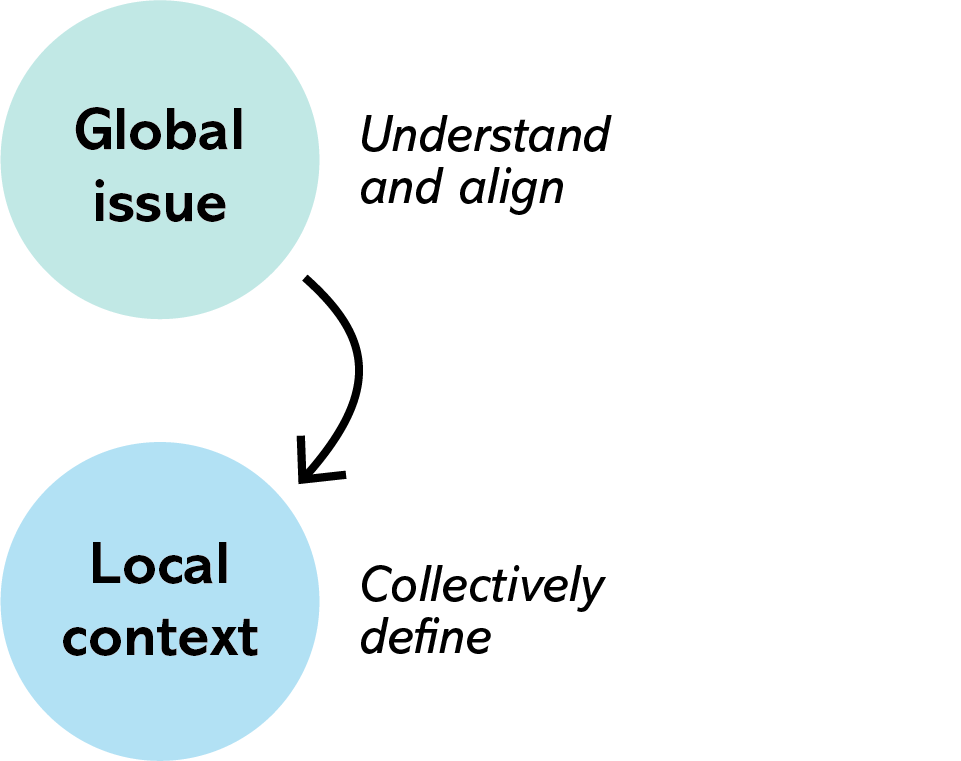 Global
issue
Understand
and align
Local
context
Collectively
define